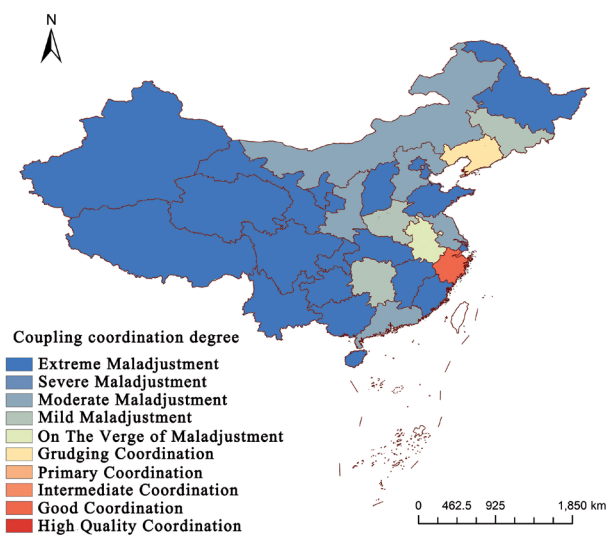 N
Coupling coordination degree
Extreme Maladjustment
Severe Maladjustment
Moderate Maladjustment
Mild Maladjustment
On The Verge of Maladjustment
Grudging Coordination
Primary Coordination
Intermediate Coordination
Good Coordination
High Quality Coordination
0 462.5 925 1,850 km